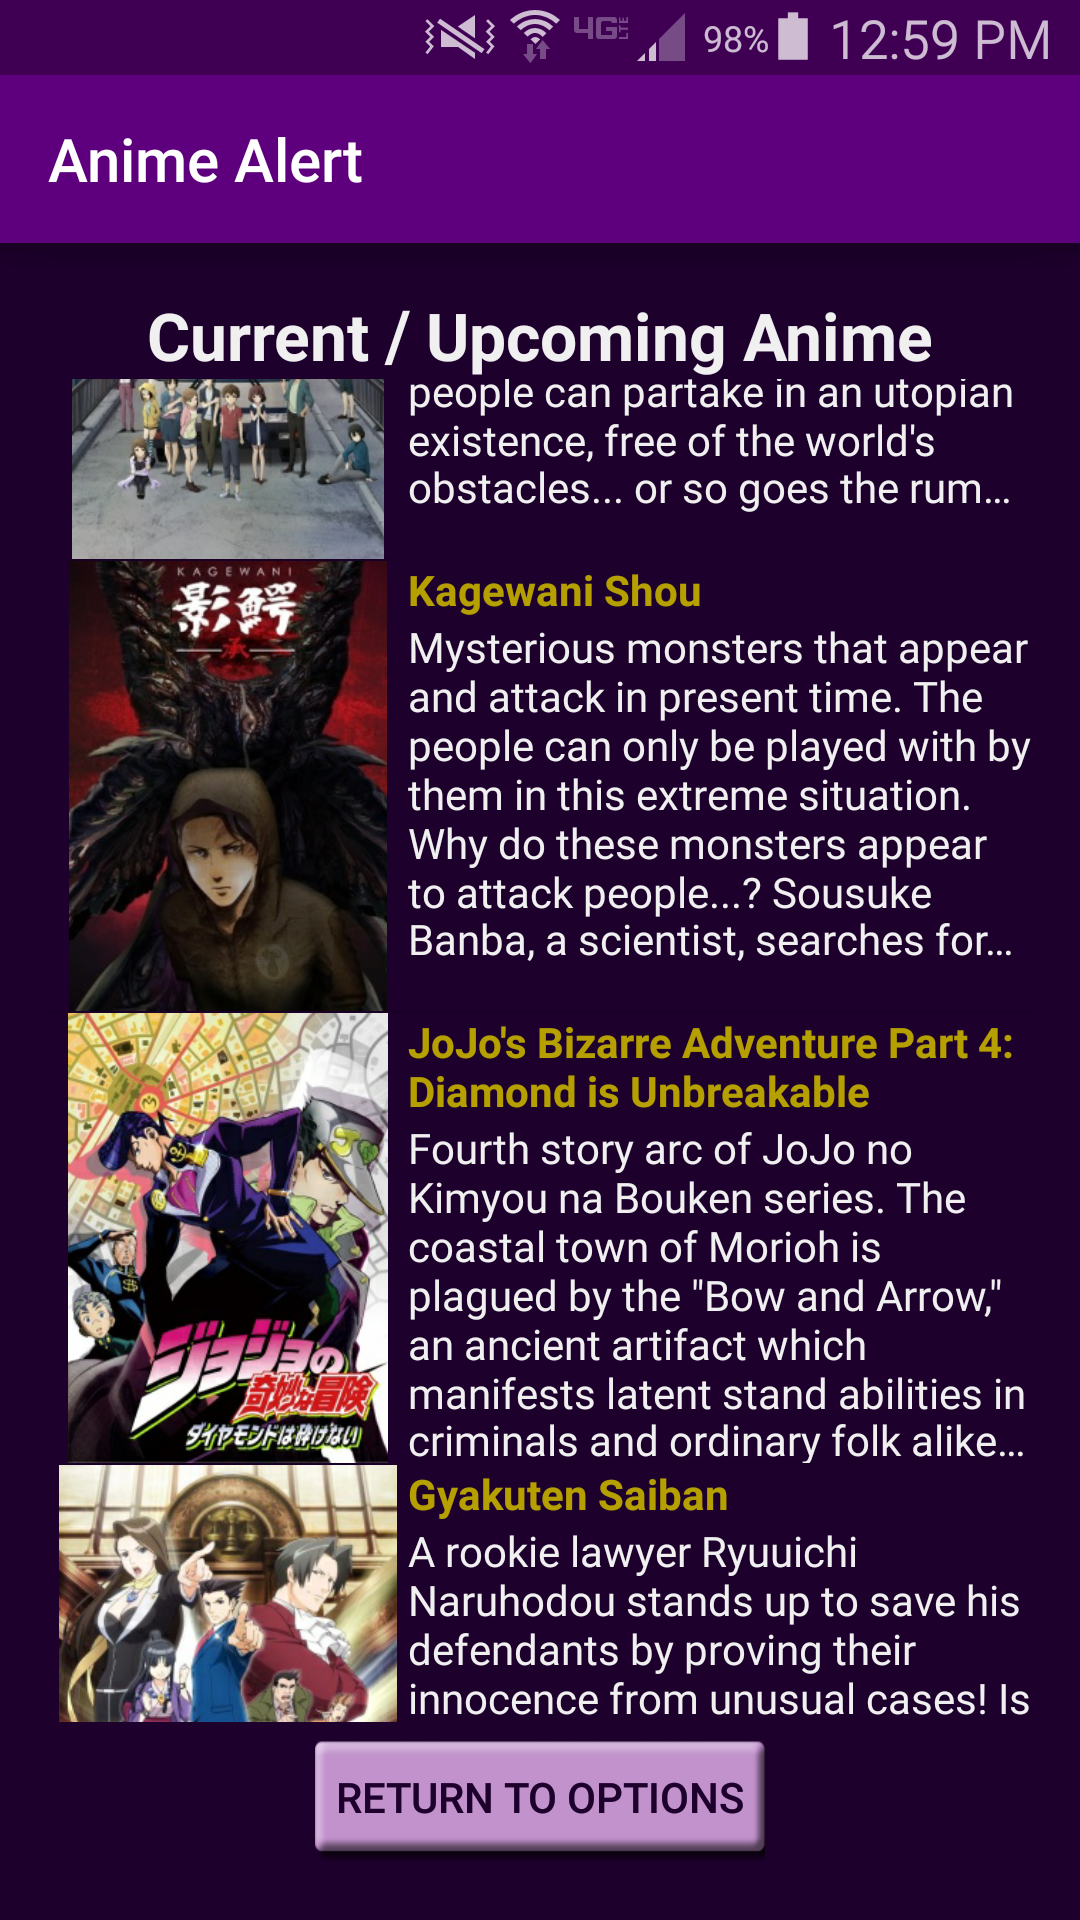 4G LTE 98% 12:59 PM
Anime Alert
Current / Upcoming Anime
people can partake in an utopian
existence, free of the world's
obstacles... or so goes the rum…
KAGEWANI
影鰐
承
Kagewani Shou
Mysterious monsters that appear
and attack in present time. The
people can only be played with by
them in this extreme situation.
Why do these monsters appear
to attack people...? Sousuke
Banba, a scientist, searches for…
ジョジョの
奇妙な冒険
ダイヤモンドは砕けない
JoJo's Bizarre Adventure Part 4:
Diamond is Unbreakable
Fourth story arc of JoJo no
Kimyou na Bouken series. The
coastal town of Morioh is
plagued by the "Bow and Arrow,"
an ancient artifact which
manifests latent stand abilities in
criminals and ordinary folk alike…
Gyakuten Saiban
A rookie lawyer Ryuuichi
Naruhodou stands up to save his
defendants by proving their
innocence from unusual cases! Is
RETURN TO OPTIONS